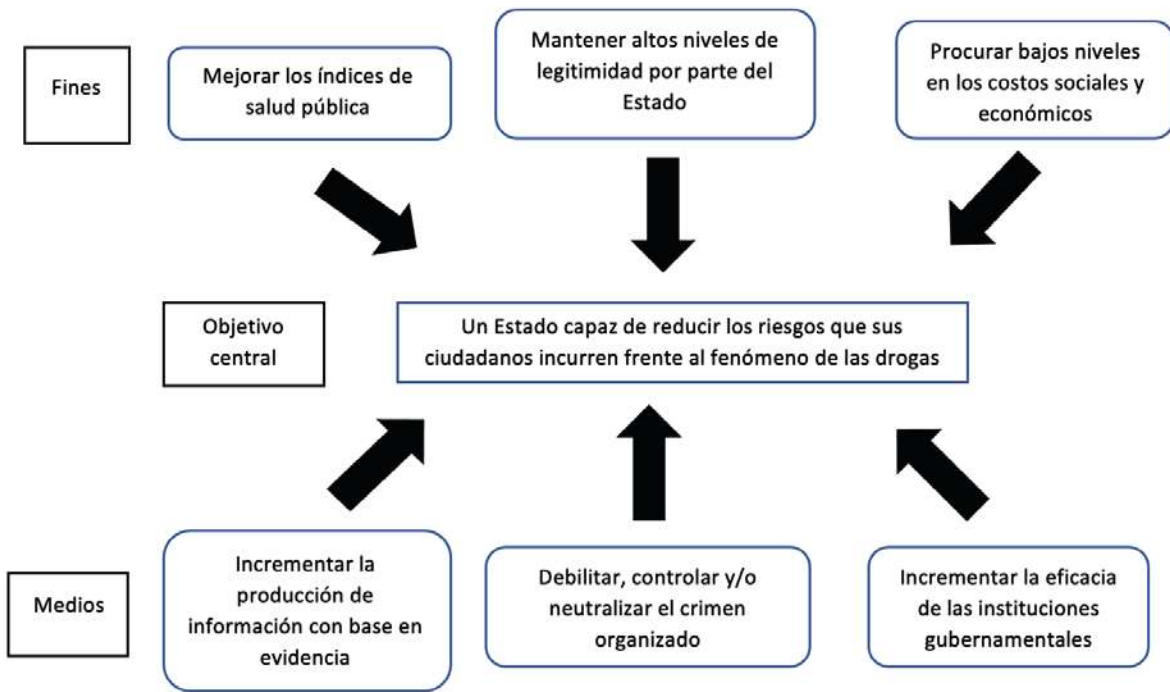 Fines
Mejorar los índices de
salud pública
Mantener altos niveles de
legitimidad por parte del
Estado
Procurar bajos niveles
en los costos sociales y
económicos
Objetivo
central
Un Estado capaz de reducir los riesgos que sus
ciudadanos incurren frente al fenómeno de las drogas
Medios
Incrementar la
producción de
información con base en
evidencia
Debilitar, controlar y/o
neutralizar el crimen
organizado
Incrementar la eficacia
de las instituciones
gubernamentales